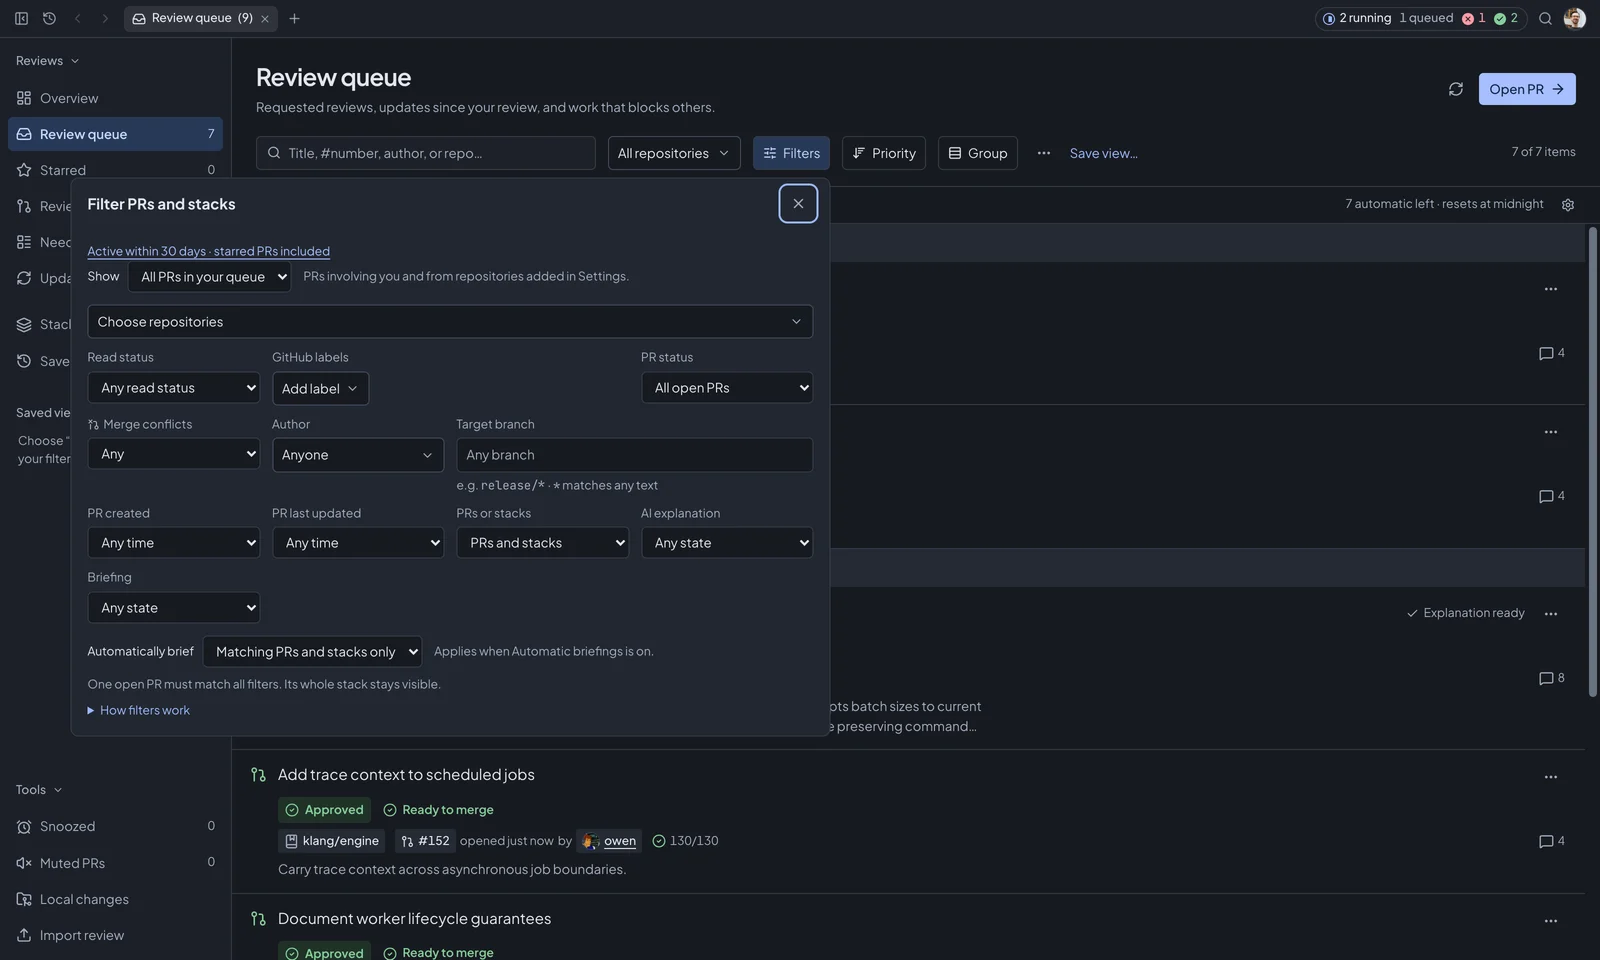 Review queue (9)
2 running 1 queued 1 2
Reviews
Overview
Review queue 7
Starred 0
Revie
Need
Upda
Stack
Save
Saved vie
Choose "
your filter
Tools
Snoozed 0
Muted PRs 0
Local changes
Import review
Review queue
Requested reviews, updates since your review, and work that blocks others.
Open PR
Title, #number, author, or repo...
All repositories
Filters
Priority
Group
Save view...
7 of 7 items
7 automatic left · resets at midnight
Filter PRs and stacks
Active within 30 days · starred PRs included
Show All PRs in your queue PRs involving you and from repositories added in Settings.
Choose repositories
Read status GitHub labels PR status
Any read status Add label All open PRs
Merge conflicts Author Target branch
Any Anyone Any branch
e.g. release/* · * matches any text
PR created PR last updated PRs or stacks AI explanation
Any time Any time PRs and stacks Any state
Briefing
Any state
Automatically brief Matching PRs and stacks only Applies when Automatic briefings is on.
One open PR must match all filters. Its whole stack stays visible.
How filters work
4
4
Explanation ready
8
pts batch sizes to current
e preserving command...
Add trace context to scheduled jobs
Approved Ready to merge
klang/engine #152 opened just now by owen 130/130
4
Carry trace context across asynchronous job boundaries.
Document worker lifecycle guarantees
Approved Ready to merge